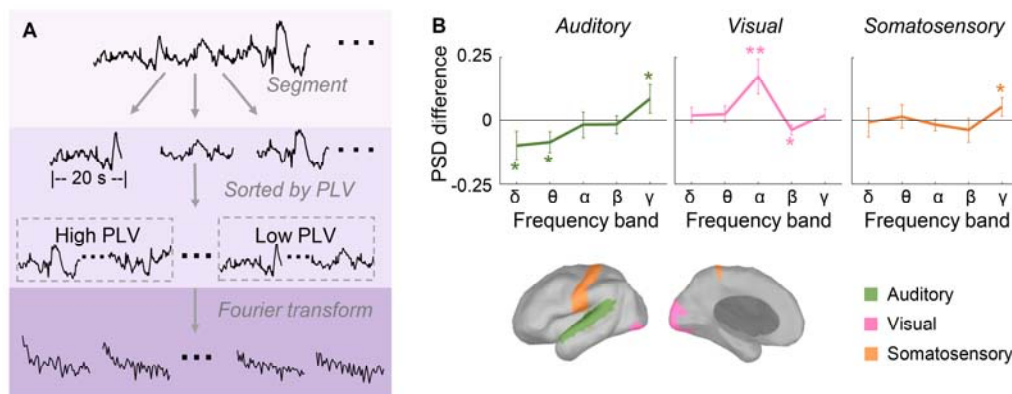 A
Segment
|-- 20 s --|
Sorted by PLV
High PLV
Low PLV
Fourier transform
B
Auditory
Visual
Somatosensory
PSD difference
0.25
0
-0.25
*
*
*
**
*
*
δ θ α β γ
δ θ α β γ
δ θ α β γ
Frequency band
Frequency band
Frequency band
Auditory
Visual
Somatosensory